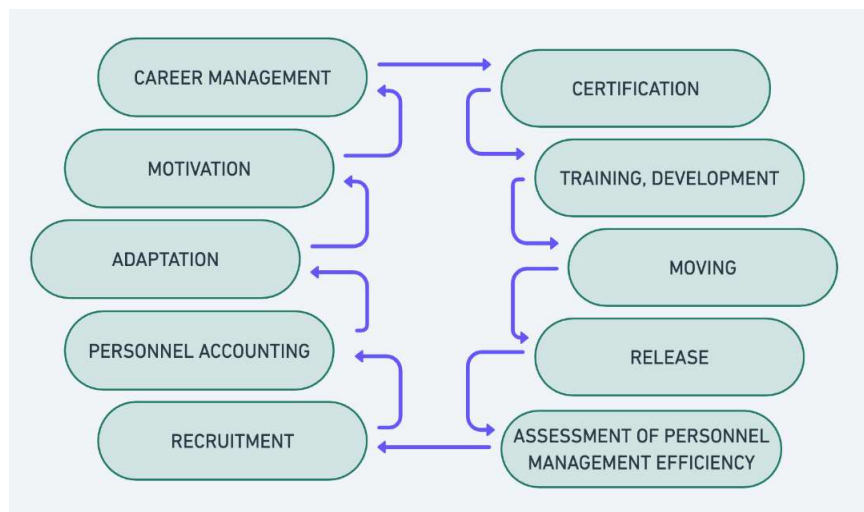 CAREER MANAGEMENT
MOTIVATION
ADAPTATION
PERSONNEL ACCOUNTING
RECRUITMENT
CERTIFICATION
TRAINING, DEVELOPMENT
MOVING
RELEASE
ASSESSMENT OF PERSONNEL
MANAGEMENT EFFICIENCY